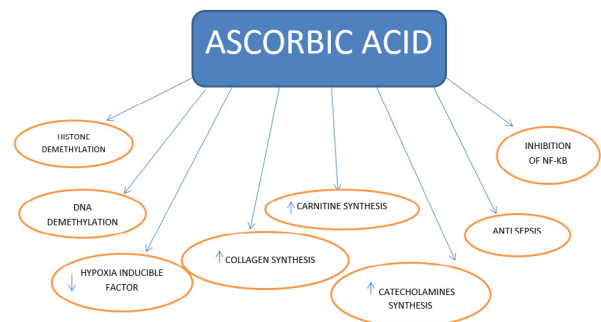 ASCORBIC ACID
HISTONE
DEMETHYLATION
DNA
DEMETHYLATION
↓ HYPOXIA INDUCIBLE
FACTOR
↑ COLLAGEN SYNTHESIS
↑ CARNITINE SYNTHESIS
↑ CATECHOLAMINES
SYNTHESIS
ANTI SEPSIS
INHIBITION
OF NF-KB